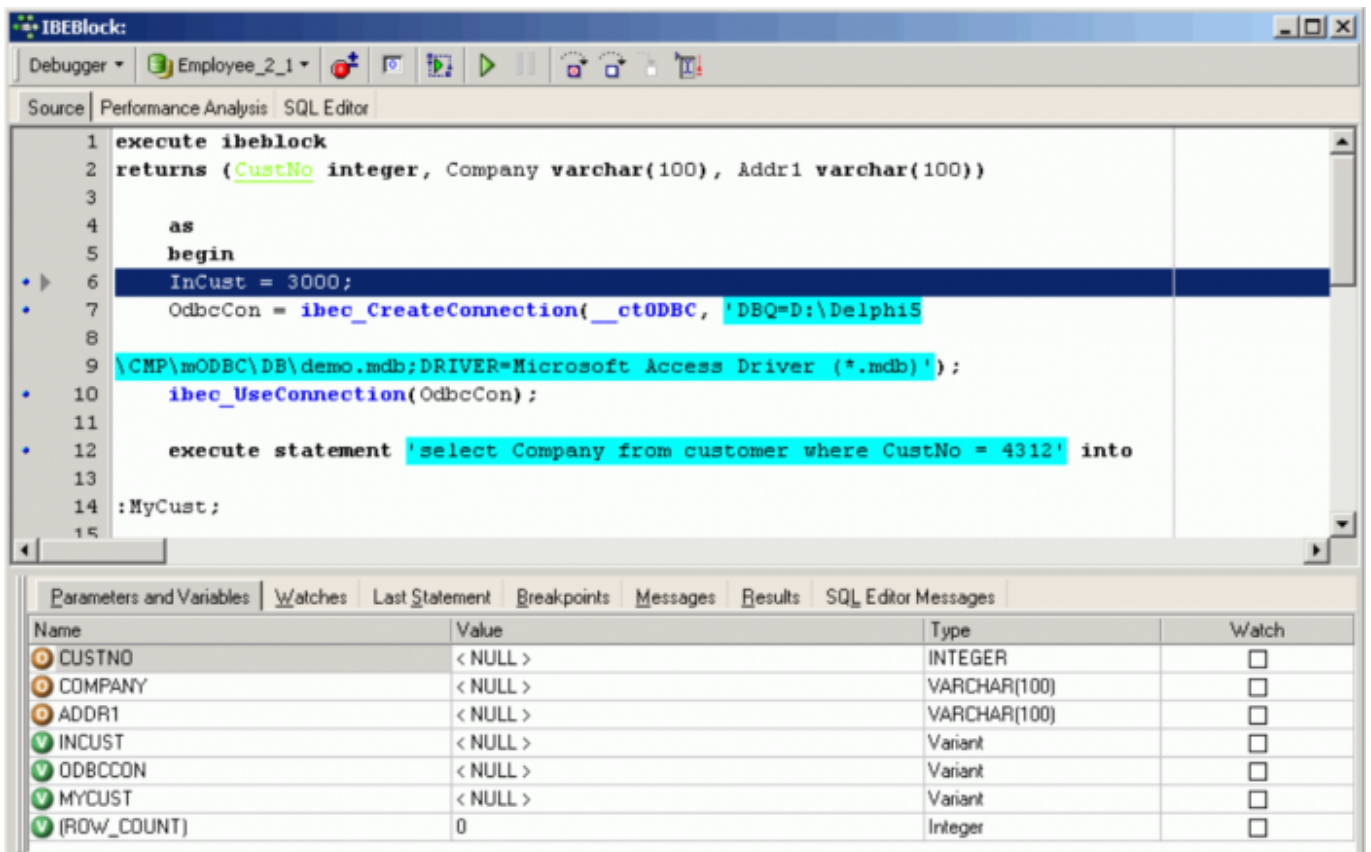 IBEBlock:
Debugger Employee_2_1
Source Performance Analysis SQL Editor
1 execute ibeblock
2 returns (CustNo integer, Company varchar(100), Addr1 varchar(100))
3
4 as
5 begin
6 InCust = 3000;
7 OdbcCon = ibec_CreateConnection(__ctODBC, 'DBQ=D:\Delphi5
8
9 \CMP\mODBC\DB\demo.mdb;DRIVER=Microsoft Access Driver (*.mdb)');
10 ibec_UseConnection(OdbcCon);
11
12 execute statement 'select Company from customer where CustNo = 4312' into
13
14 :MyCust;
15
Parameters and Variables Watches Last Statement Breakpoints Messages Results SQL Editor Messages
Name Value Type Watch
CUSTNO < NULL > INTEGER
COMPANY < NULL > VARCHAR(100)
ADDR1 < NULL > VARCHAR(100)
INCUST < NULL > Variant
ODBCCON < NULL > Variant
MYCUST < NULL > Variant
(ROW_COUNT) 0 Integer